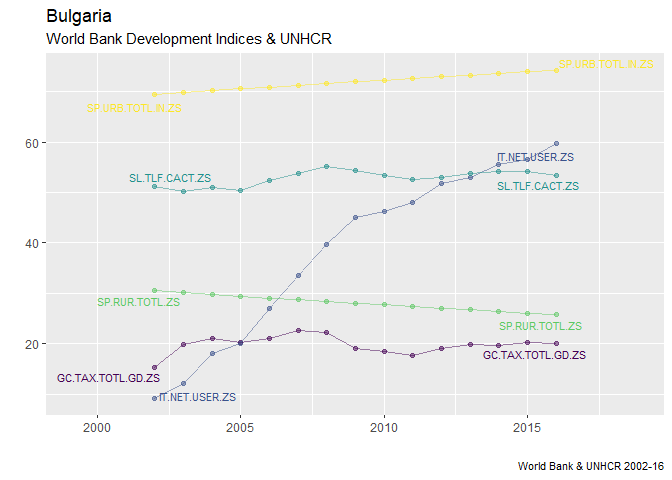 Bulgaria
World Bank Development Indices & UNHCR
SP.URB.TOTL.IN.ZS
SP.URB.TOTL.IN.ZS
60
IT.NET.USER.ZS
SL.TLF.CACT.ZS
SL.TLF.CACT.ZS
40
SP.RUR.TOTL.ZS
SP.RUR.TOTL.ZS
20
GC.TAX.TOTL.GD.ZS
GC.TAX.TOTL.GD.ZS
IT.NET.USER.ZS
2000 2005 2010 2015
World Bank & UNHCR 2002-16